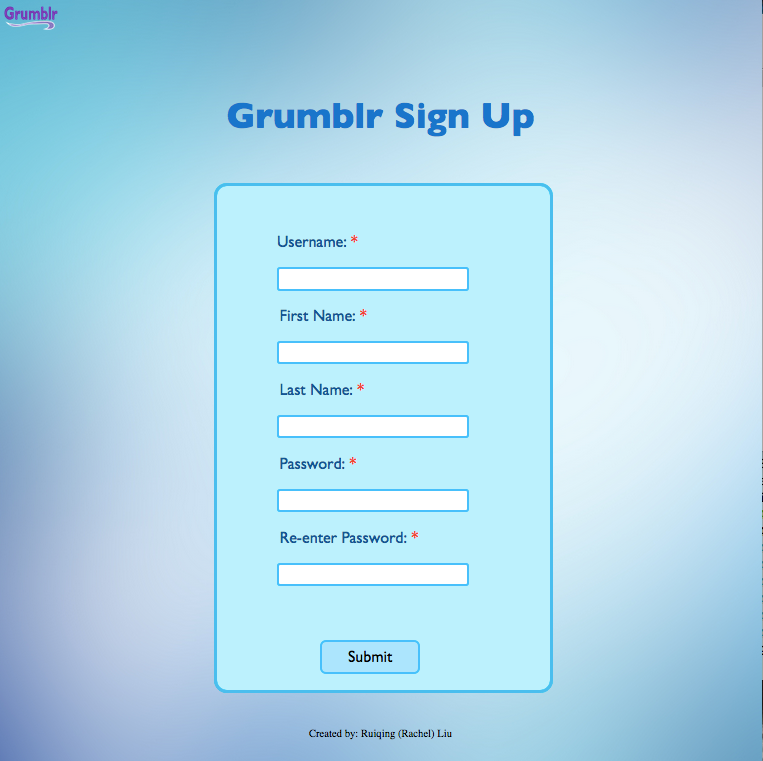 Grumblr
Grumblr Sign Up
Username: *
First Name: *
Last Name: *
Password: *
Re-enter Password: *
Submit
Created by: Ruiqing (Rachel) Liu